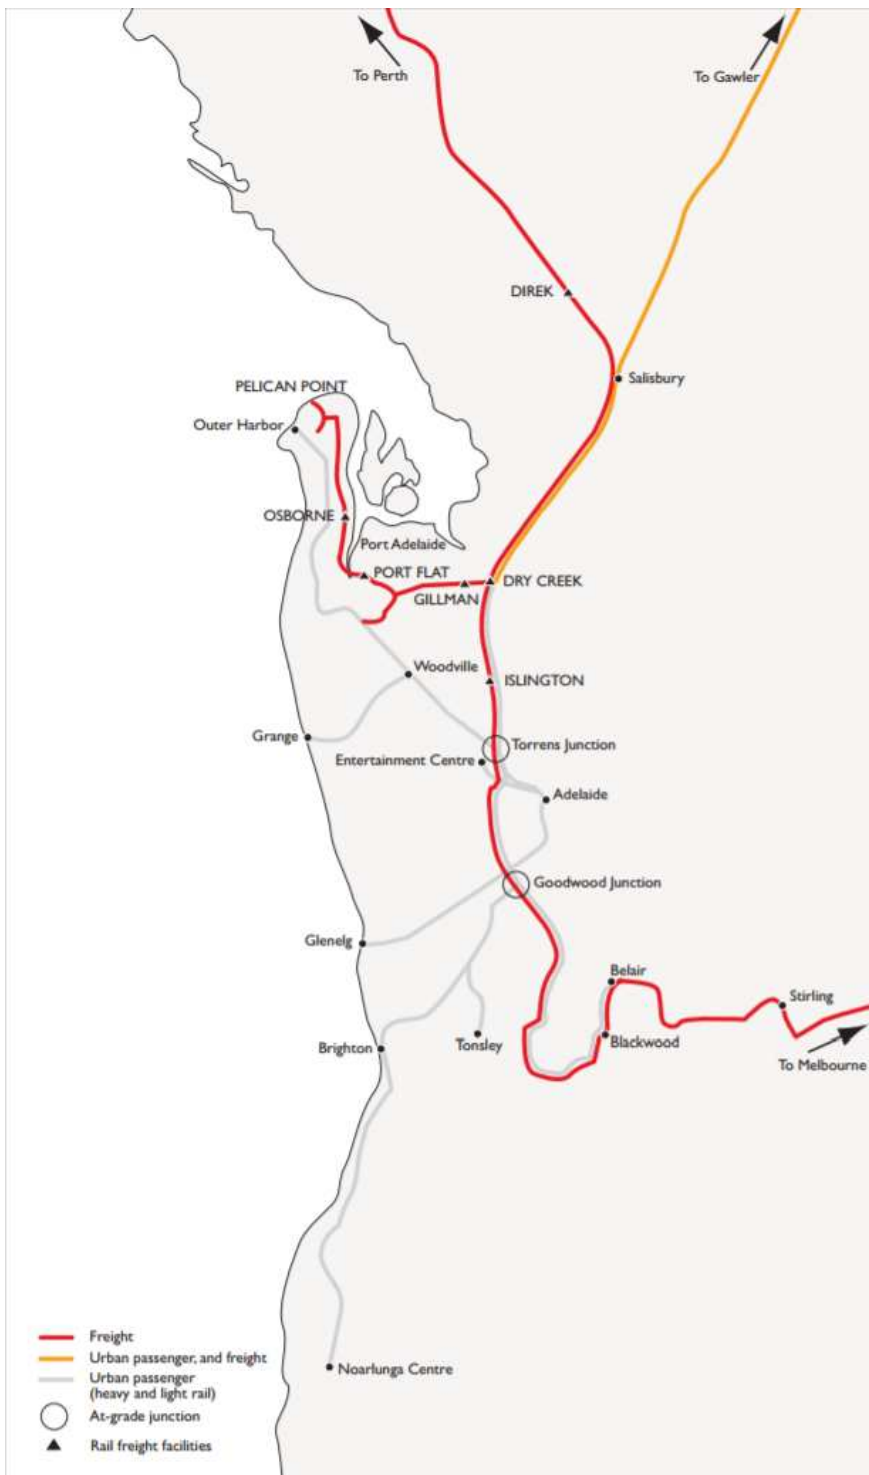 To Perth
To Gawler
DIREK
Salisbury
PELICAN POINT
Outer Harbor
OSBORNE
Port Adelaide
PORT FLAT
DRY CREEK
GILLMAN
Woodville
ISLINGTON
Grange
Torrens Junction
Entertainment Centre
Adelaide
Goodwood Junction
Glenelg
Belair
Stirling
Brighton
Tonsley
Blackwood
To Melbourne
Freight
Urban passenger, and freight
Urban passenger
(heavy and light rail)
Noarlunga Centre
At-grade junction
Rail freight facilities